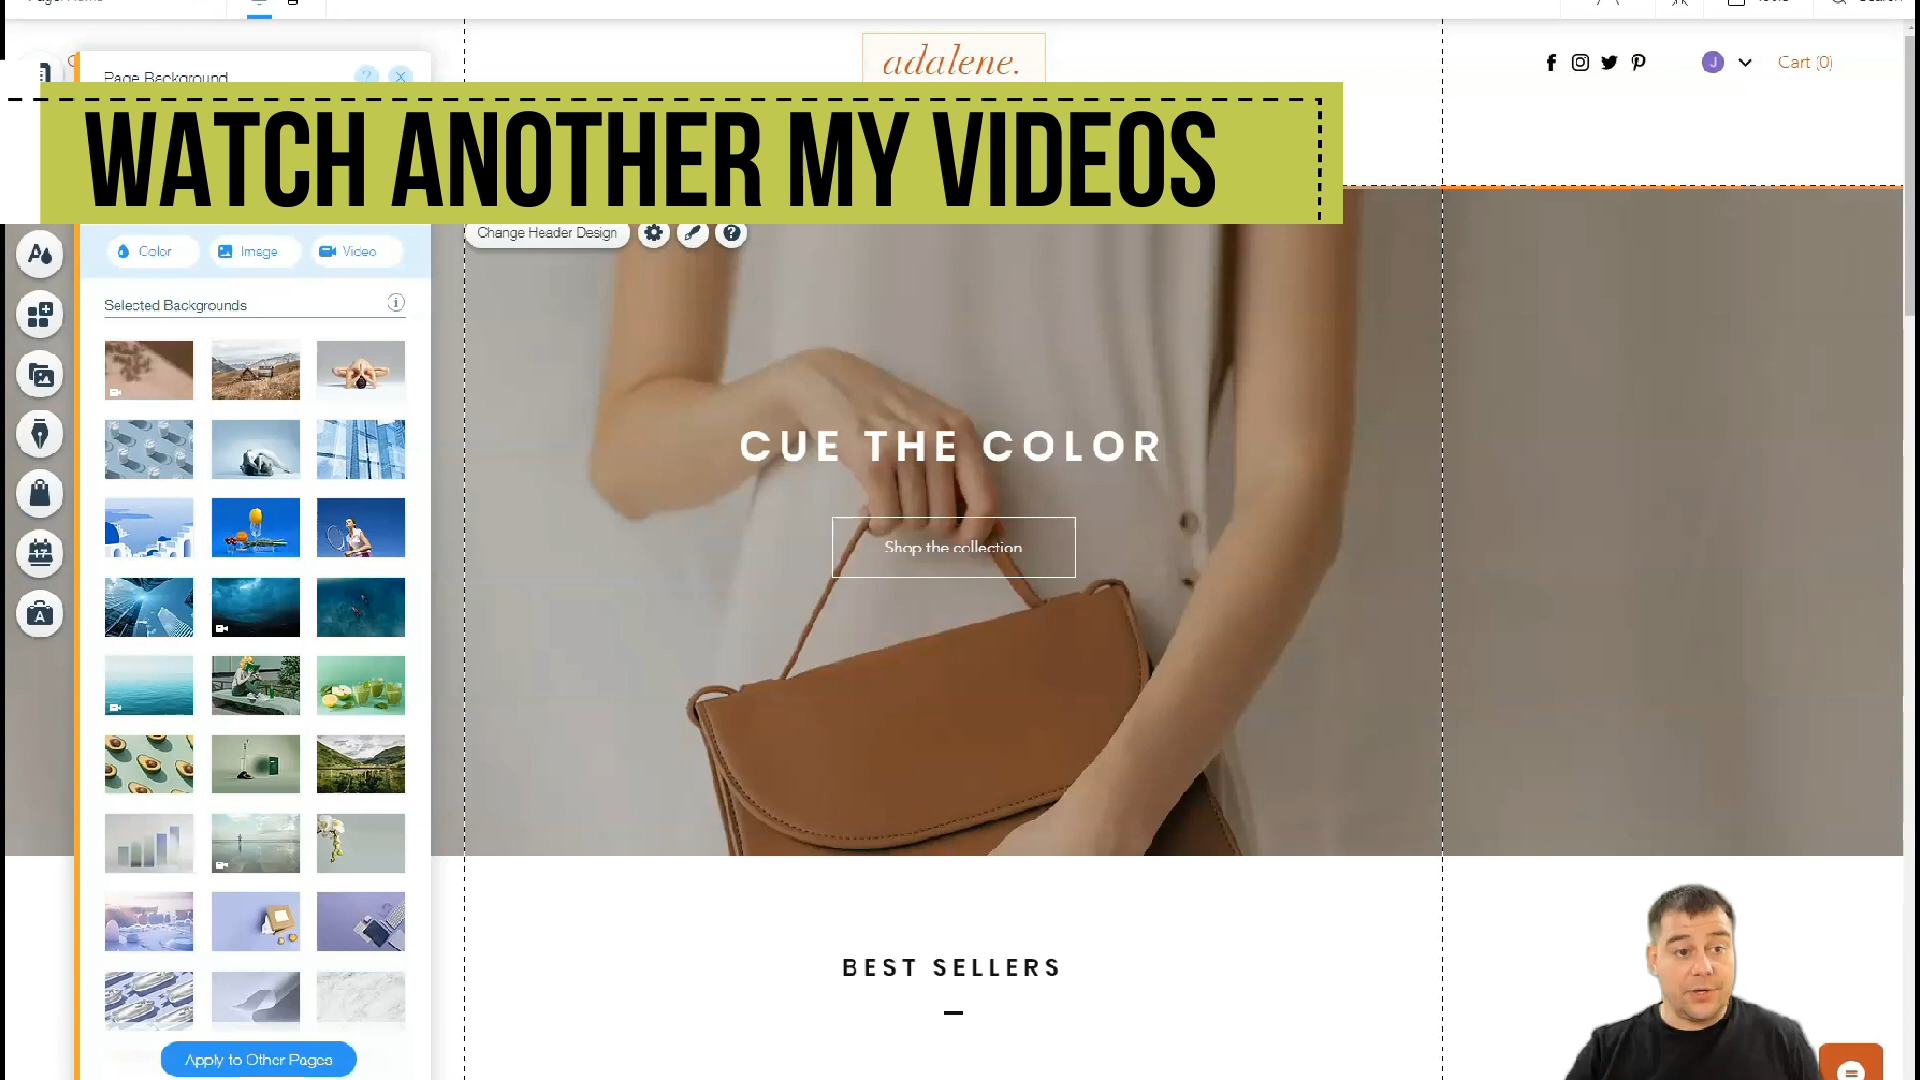 adalene.
J
Cart (0)
Page Background
WATCH ANOTHER MY VIDEOS
Change Header Design
Color
Image
Video
Selected Backgrounds
17
A
CUE THE COLOR
Shop the collection
BEST SELLERS
Apply to Other Pages